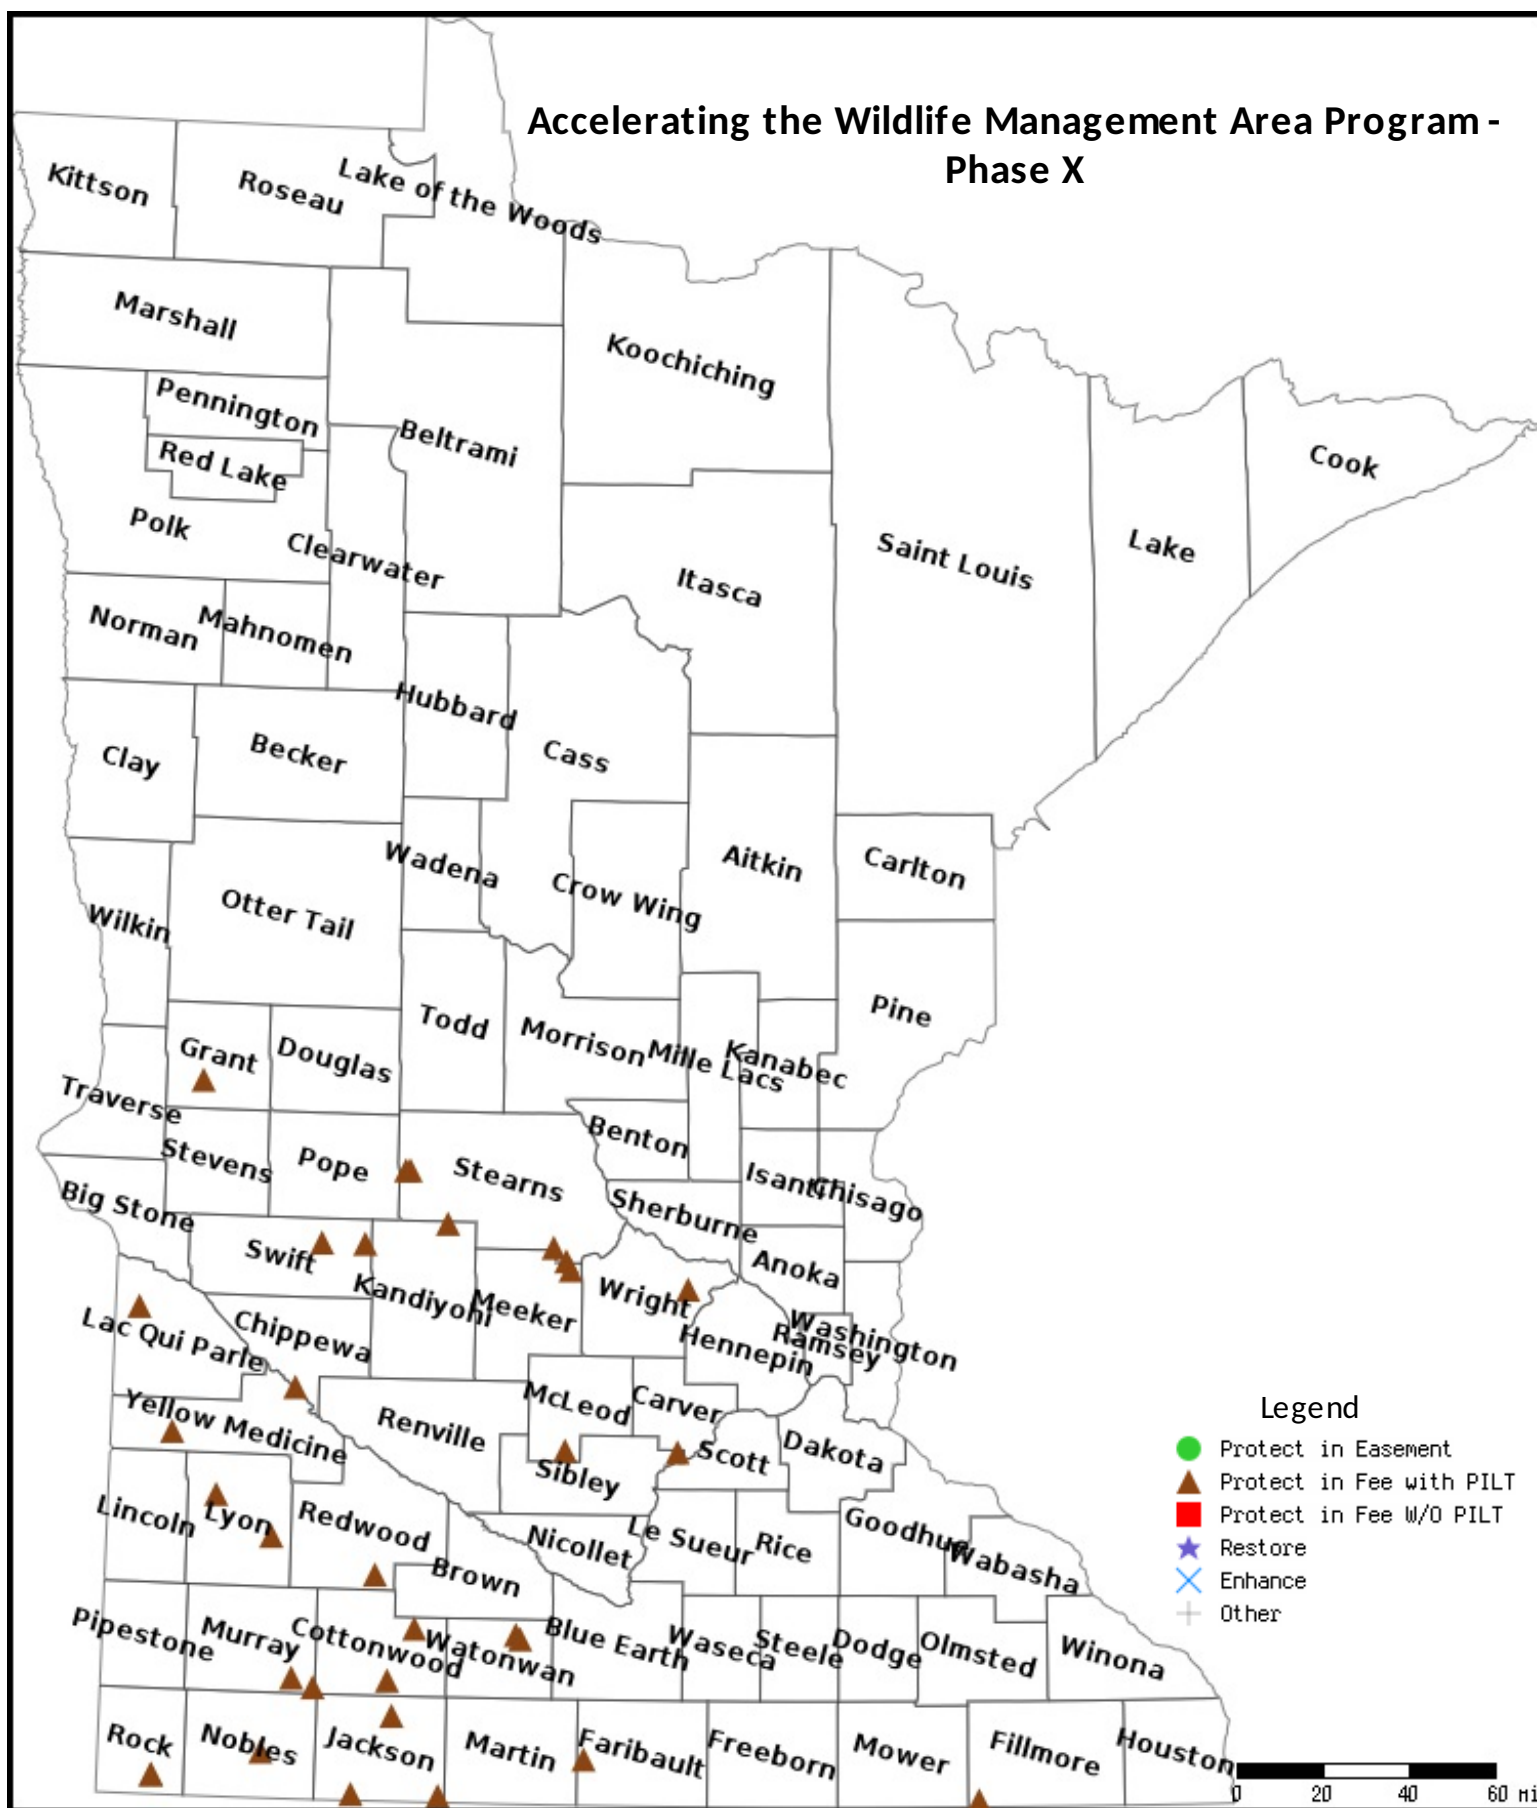 Accelerating the Wildlife Management Area Program -
Phase X
Kittson
Roseau
Lake of the Woods
Marshall
Koochiching
Pennington
Beltrami
Red Lake
Cook
Polk
Clearwater
Saint Louis
Lake
Itasca
Norman
Mahnomen
Hubbard
Clay
Becker
Cass
Wadena
Aitkin
Carlton
Crow Wing
Otter Tail
Wilkin
Pine
Todd
Morrison
Mille Lacs
Kanabec
Grant
Douglas
Traverse
Benton
Stevens
Pope
Stearns
Isanti
Chisago
Big Stone
Sherburne
Swift
Anoka
Kandiyohi
Meeker
Wright
Lac Qui Parle
Chippewa
Hennepin
Ramsey
Washington
McLeod
Carver
Yellow Medicine
Renville
Scott
Dakota
Sibley
Lincoln
Lyon
Redwood
Nicollet
Le Sueur
Rice
Goodhue
Wabasha
Brown
Pipestone
Murray
Cottonwood
Watonwan
Blue Earth
Waseca
Steele
Dodge
Olmsted
Winona
Rock
Nobles
Jackson
Martin
Faribault
Freeborn
Mower
Fillmore
Houston
Legend
Protect in Easement
Protect in Fee with PILT
Protect in Fee W/O PILT
Restore
Enhance
Other
0 20 40 60 Mi